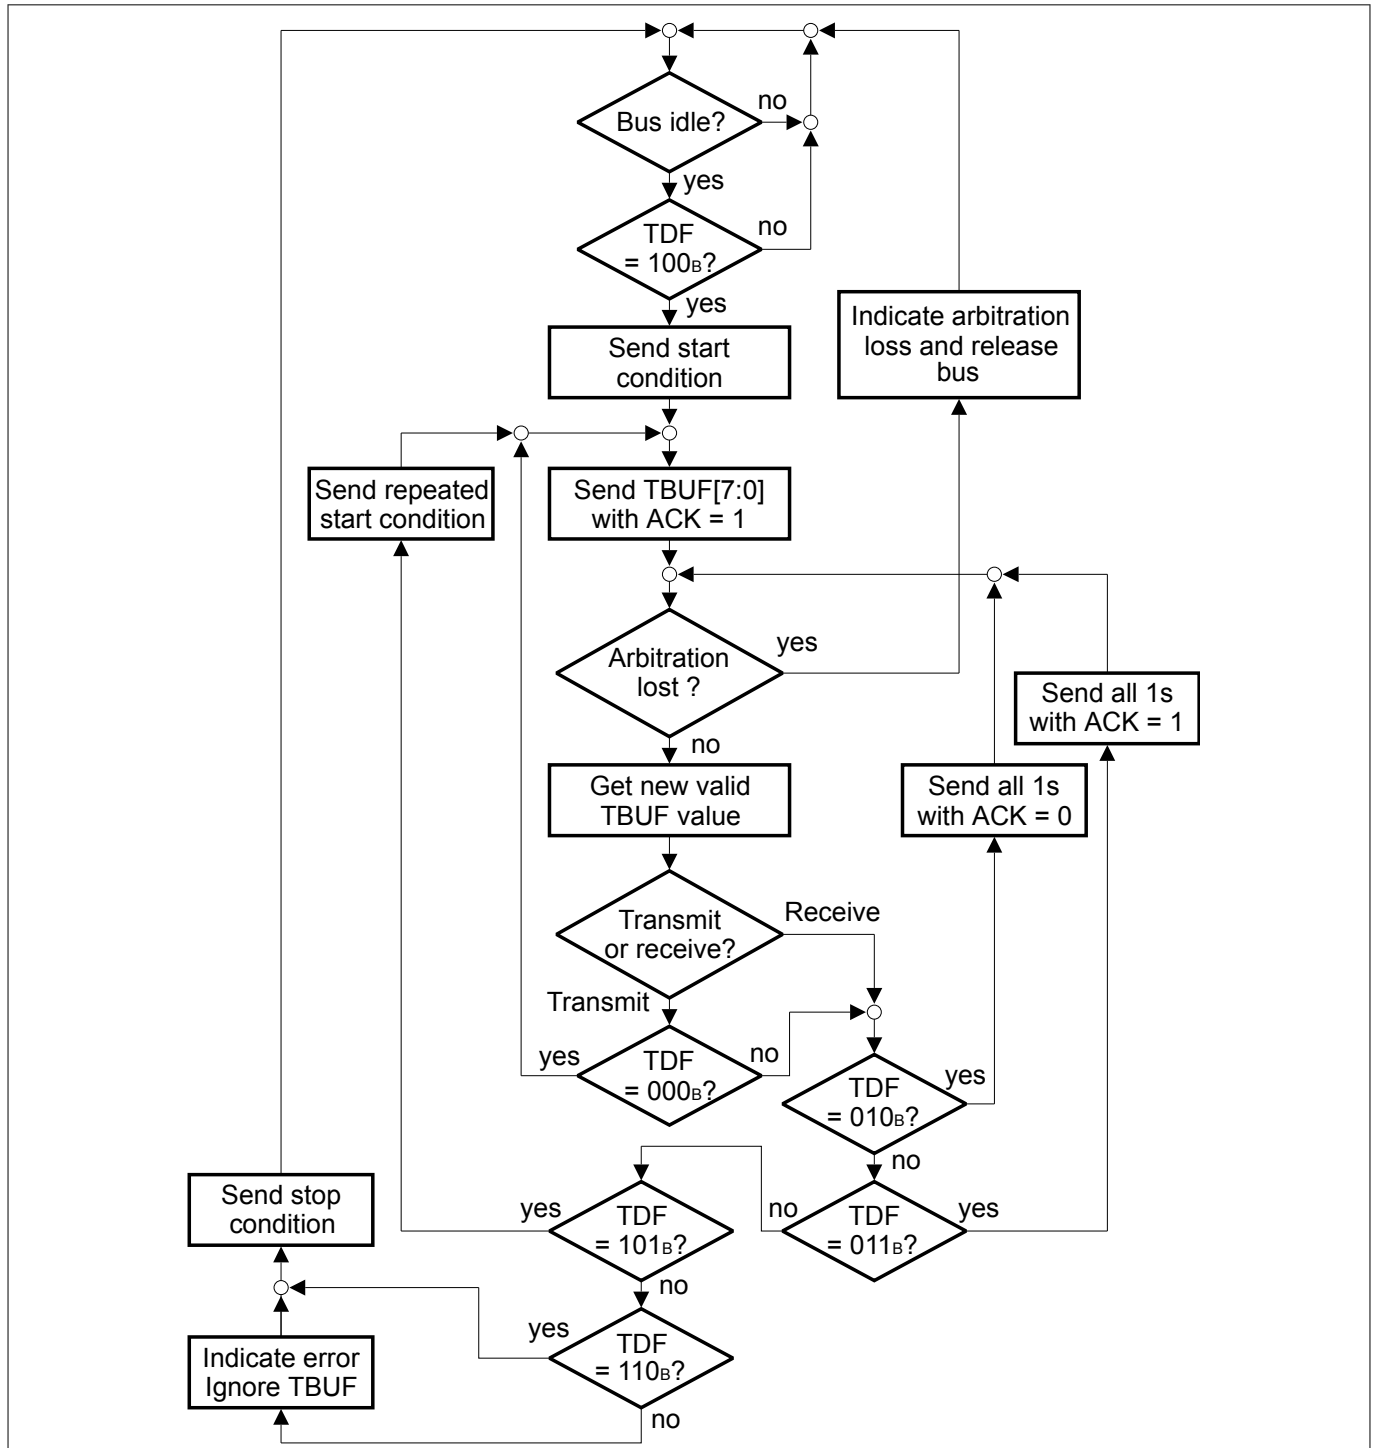 Bus idle?
no
yes
TDF
= 100B?
no
yes
Send start
condition
Indicate arbitration
loss and release
bus
Send repeated
start condition
Send TBUF[7:0]
with ACK = 1
Arbitration
lost ?
yes
no
Send all 1s
with ACK = 1
Get new valid
TBUF value
Send all 1s
with ACK = 0
Transmit
or receive?
Receive
Transmit
TDF
= 000B?
yes
no
TDF
= 010B?
yes
no
TDF
= 011B?
no
yes
TDF
= 101B?
yes
no
Send stop
condition
TDF
= 110B?
yes
no
Indicate error
Ignore TBUF